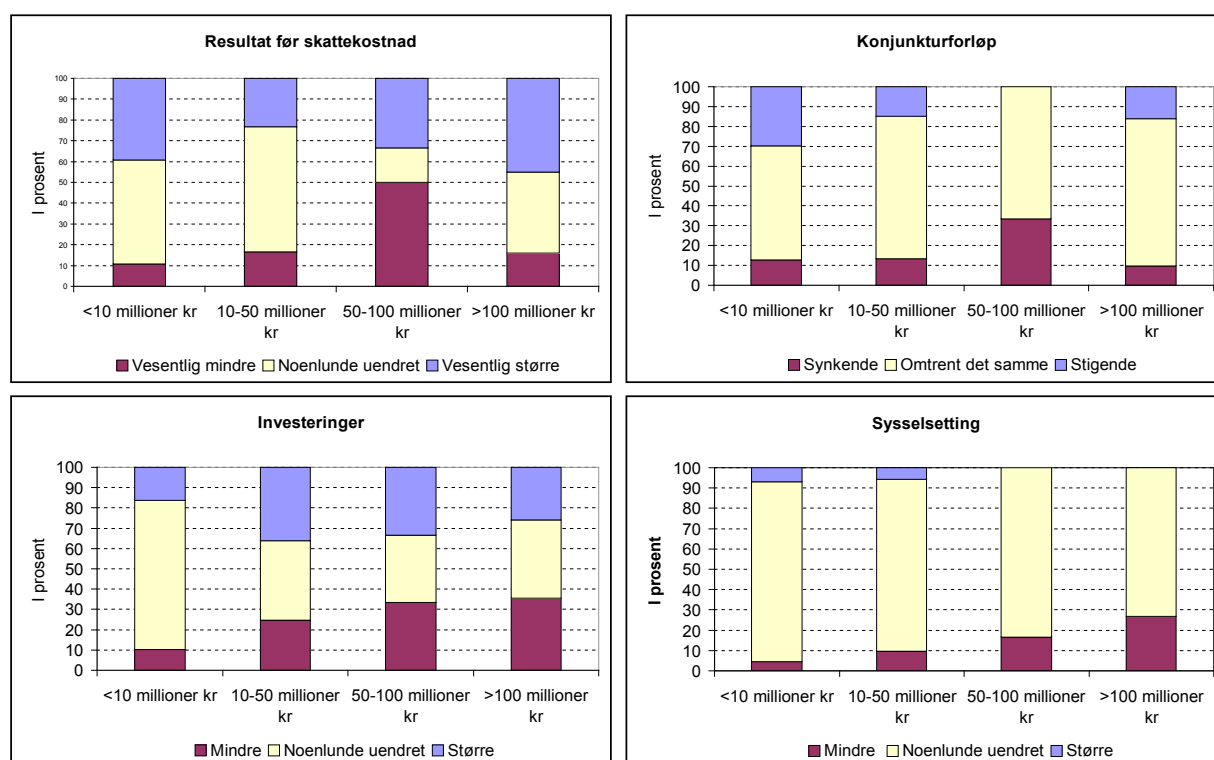 Resultat før skattekostnad
I prosent
100
90
80
70
60
50
40
30
20
10
0
<10 millioner kr
10-50 millioner kr
50-100 millioner kr
>100 millioner kr
Vesentlig mindre Noenlunde uendret Vesentlig større
Konjunkturforløp
I prosent
100
90
80
70
60
50
40
30
20
10
0
<10 millioner kr
10-50 millioner kr
50-100 millioner kr
>100 millioner kr
Synkende Omtrent det samme Stigende
Investeringer
I prosent
100
90
80
70
60
50
40
30
20
10
0
<10 millioner kr
10-50 millioner kr
50-100 millioner kr
>100 millioner kr
Mindre Noenlunde uendret Større
Sysselsetting
I prosent
100
90
80
70
60
50
40
30
20
10
0
<10 millioner kr
10-50 millioner kr
50-100 millioner kr
>100 millioner kr
Mindre Noenlunde uendret Større